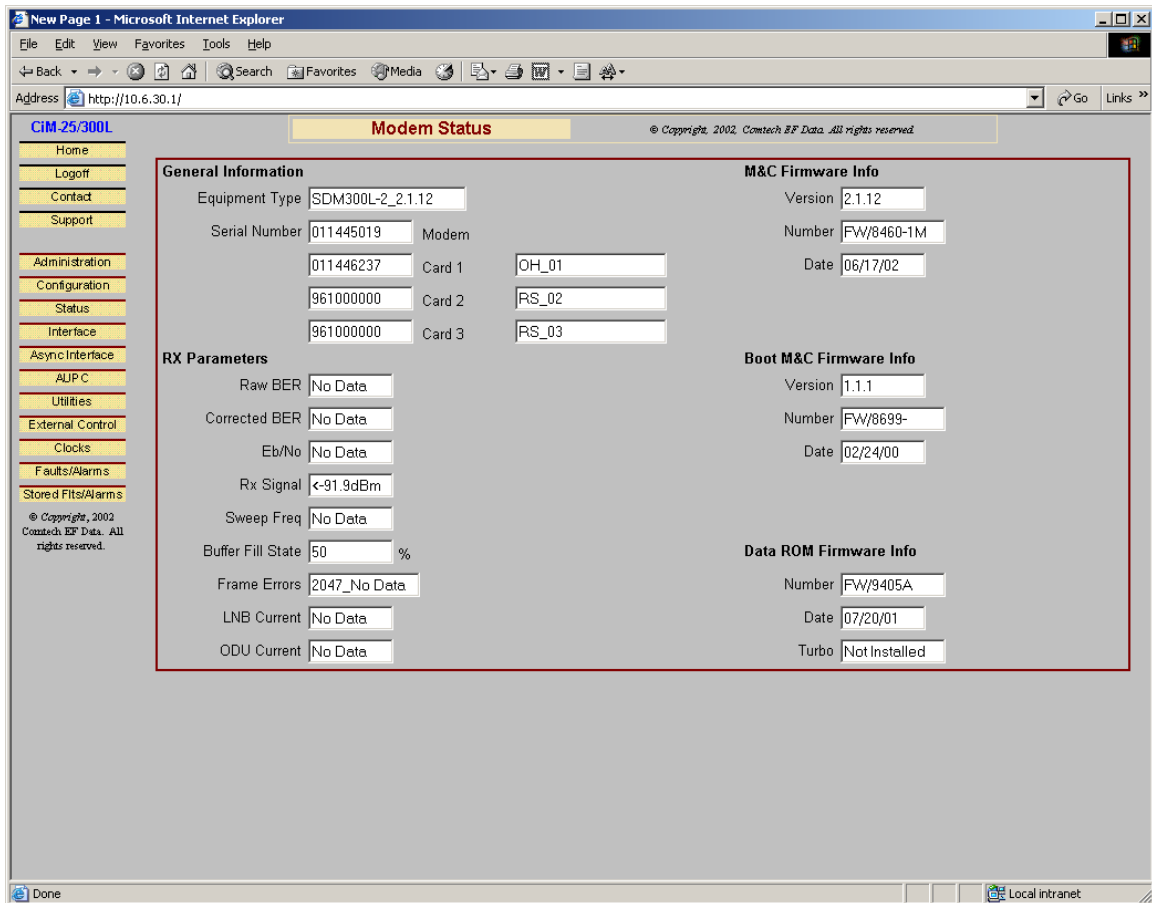 New Page 1 - Microsoft Internet Explorer
File Edit View Favorites Tools Help
Back Search Favorites Media
Address http://10.6.30.1/ Go Links »
CiM-25/300L
Home
Logoff
Contact
Support
Administration
Configuration
Status
Interface
Async Interface
AUPC
Utilities
External Control
Clocks
Faults/Alarms
Stored Flts/Alarms
© Copyright, 2002
Comtech EF Data. All
rights reserved.
Modem Status
© Copyright, 2002, Comtech EF Data. All rights reserved.
General Information
Equipment Type SDM300L-2_2.1.12
Serial Number 011445019 Modem
011446237 Card 1 OH_01
961000000 Card 2 RS_02
961000000 Card 3 RS_03
RX Parameters
Raw BER No Data
Corrected BER No Data
Eb/No No Data
Rx Signal <-91.9dBm
Sweep Freq No Data
Buffer Fill State 50 %
Frame Errors 2047_No Data
LNB Current No Data
ODU Current No Data
M&C Firmware Info
Version 2.1.12
Number FW/8460-1M
Date 06/17/02
Boot M&C Firmware Info
Version 1.1.1
Number FW/8699-
Date 02/24/00
Data ROM Firmware Info
Number FW/9405A
Date 07/20/01
Turbo Not Installed
Done Local intranet